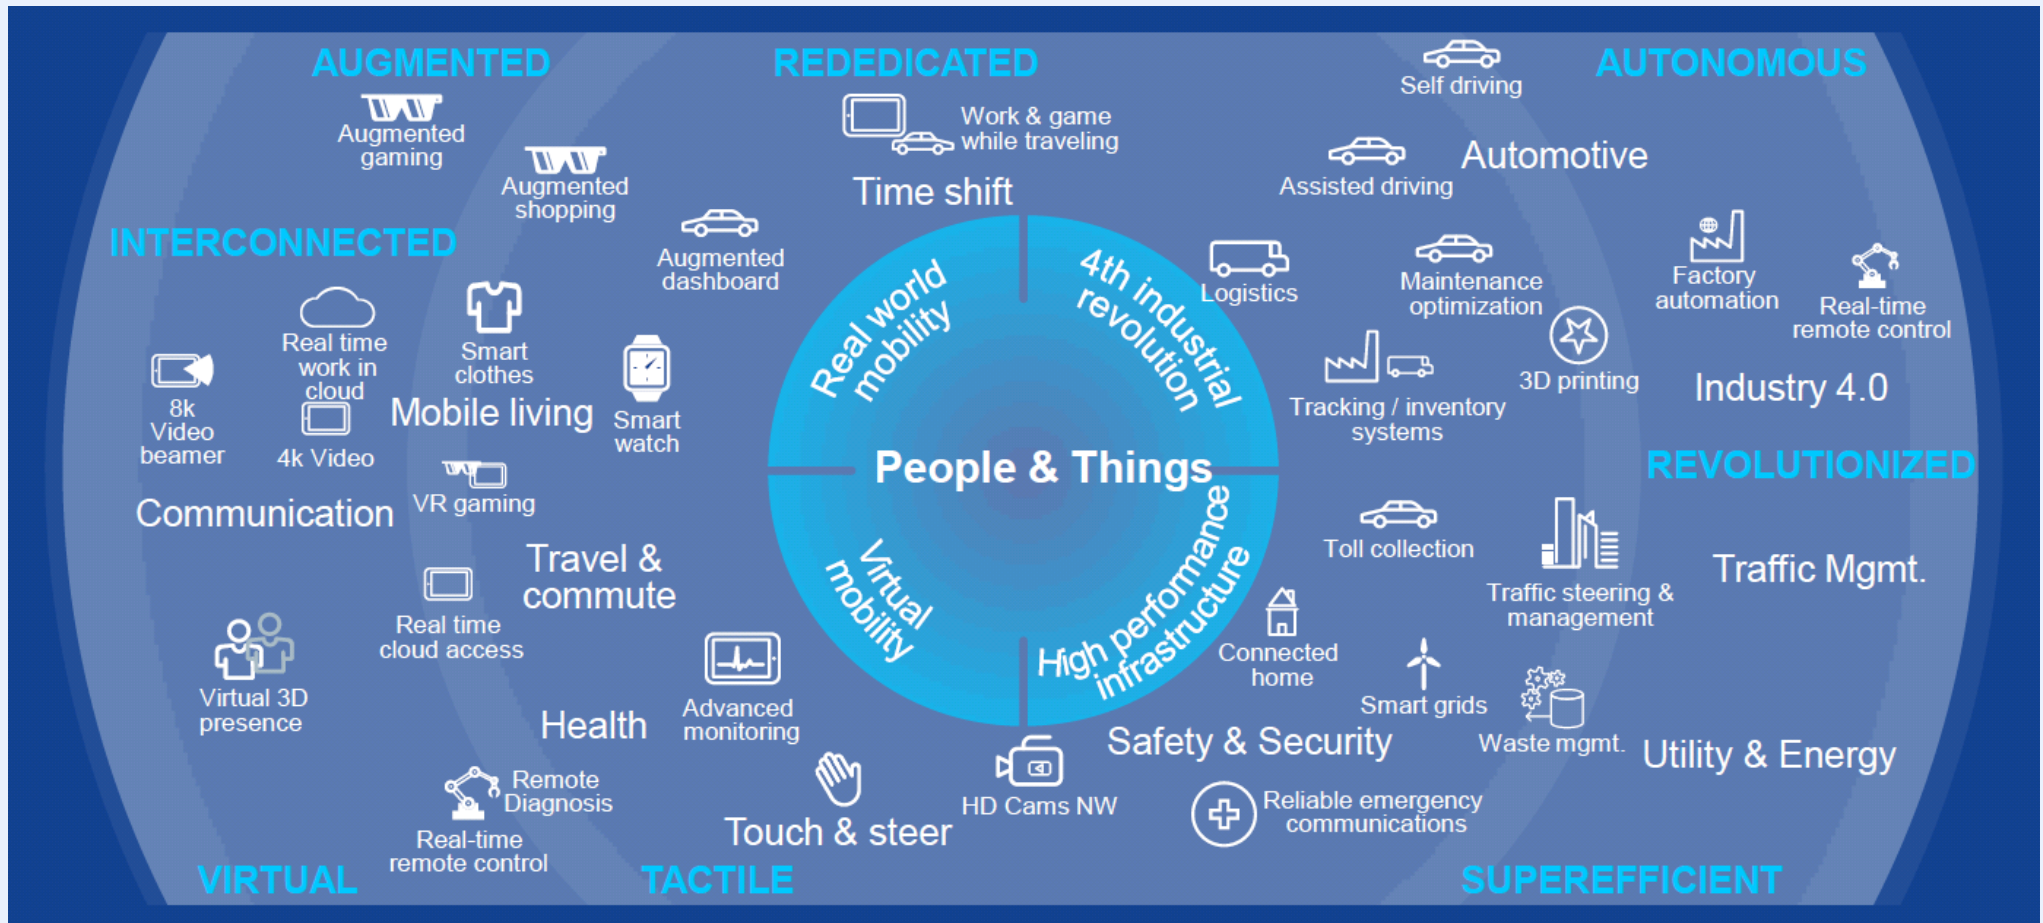 AUGMENTED
REDEDICATED
AUTONOMOUS
Self driving
Augmented
gaming
Work & game
while traveling
Augmented
shopping
Time shift
Assisted driving
Automotive
INTERCONNECTED
Augmented
dashboard
Real world
mobility
4th industrial
revolution
Logistics
Maintenance
optimization
Factory
automation
Real-time
remote control
Real time
work in
cloud
Smart
clothes
8k
Video
beamer
4k Video
Mobile living
Smart
watch
3D printing
Industry 4.0
Tracking / inventory
systems
People & Things
REVOLUTIONIZED
VR gaming
Communication
Travel &
commute
Virtual
mobility
High performance
infrastructure
Toll collection
Traffic steering &
management
Traffic Mgmt.
Real time
cloud access
Virtual 3D
presence
Connected
home
Smart grids
Health
Advanced
monitoring
Safety & Security
Waste mgmt.
Utility & Energy
Remote
Diagnosis
Real-time
remote control
Touch & steer
HD Cams NW
Reliable emergency
communications
VIRTUAL
TACTILE
SUPEREFFICIENT